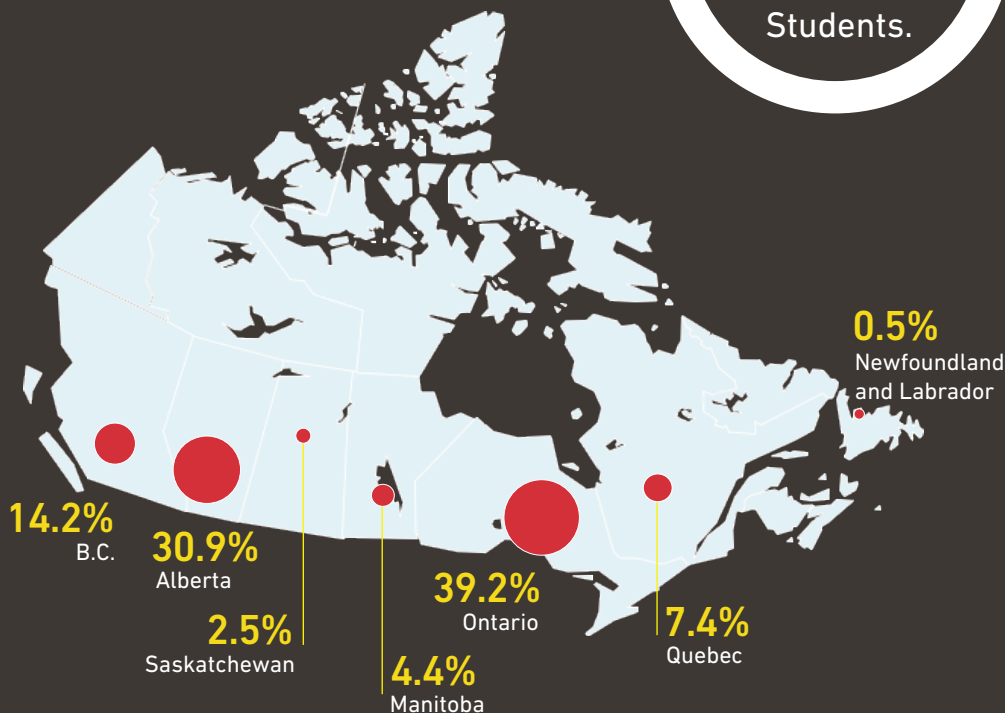 Students.
0.5%
Newfoundland
and Labrador
14.2%
B.C.
30.9%
Alberta
2.5%
Saskatchewan
4.4%
Manitoba
39.2%
Ontario
7.4%
Quebec